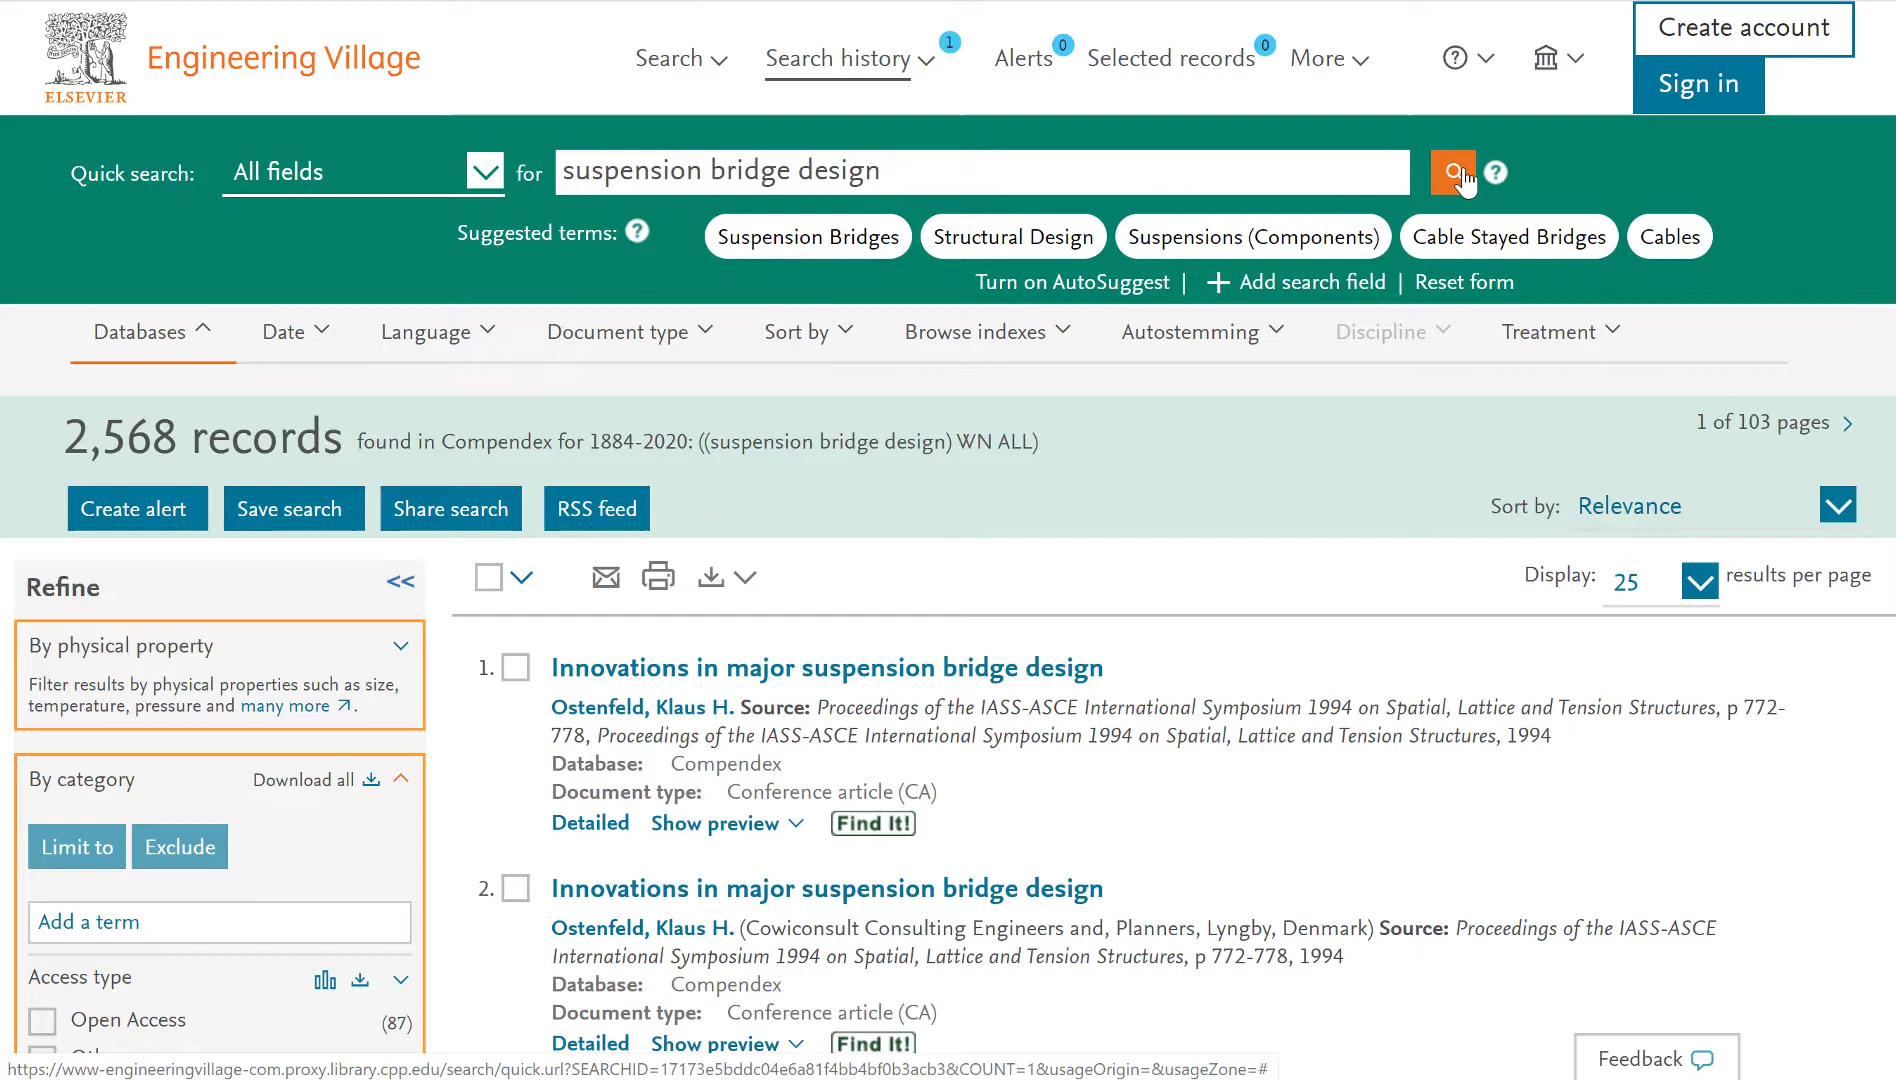 ELSEVIER
Engineering Village
Search
Search history 1
Alerts 0
Selected records 0
More
?
Create account
Sign in
Quick search: All fields for suspension bridge design ?
Suggested terms: ? Suspension Bridges Structural Design Suspensions (Components) Cable Stayed Bridges Cables
Turn on AutoSuggest | + Add search field | Reset form
Databases Date Language Document type Sort by Browse indexes Autostemming Discipline Treatment
2,568 records found in Compendex for 1884-2020: ((suspension bridge design) WN ALL)
1 of 103 pages >
Create alert Save search Share search RSS feed
Sort by: Relevance
Refine <<
Display: 25 results per page
By physical property
Filter results by physical properties such as size,
temperature, pressure and many more ↗.
By category Download all
Limit to Exclude
Add a term
Access type
Open Access (87)
1. Innovations in major suspension bridge design
Ostenfeld, Klaus H. Source: Proceedings of the IASS-ASCE International Symposium 1994 on Spatial, Lattice and Tension Structures, p 772-
778, Proceedings of the IASS-ASCE International Symposium 1994 on Spatial, Lattice and Tension Structures, 1994
Database: Compendex
Document type: Conference article (CA)
Detailed Show preview Find It!
2. Innovations in major suspension bridge design
Ostenfeld, Klaus H. (Cowiconsult Consulting Engineers and, Planners, Lyngby, Denmark) Source: Proceedings of the IASS-ASCE
International Symposium 1994 on Spatial, Lattice and Tension Structures, p 772-778, 1994
Database: Compendex
Document type: Conference article (CA)
Detailed Show preview Find It!
Feedback
https://www-engineeringvillage-com.proxy.library.cpp.edu/search/quick.url?SEARCHID=17173e5bddc04e6a81f4bb4bf0b3acb3&COUNT=1&usageOrigin=&usageZone=#